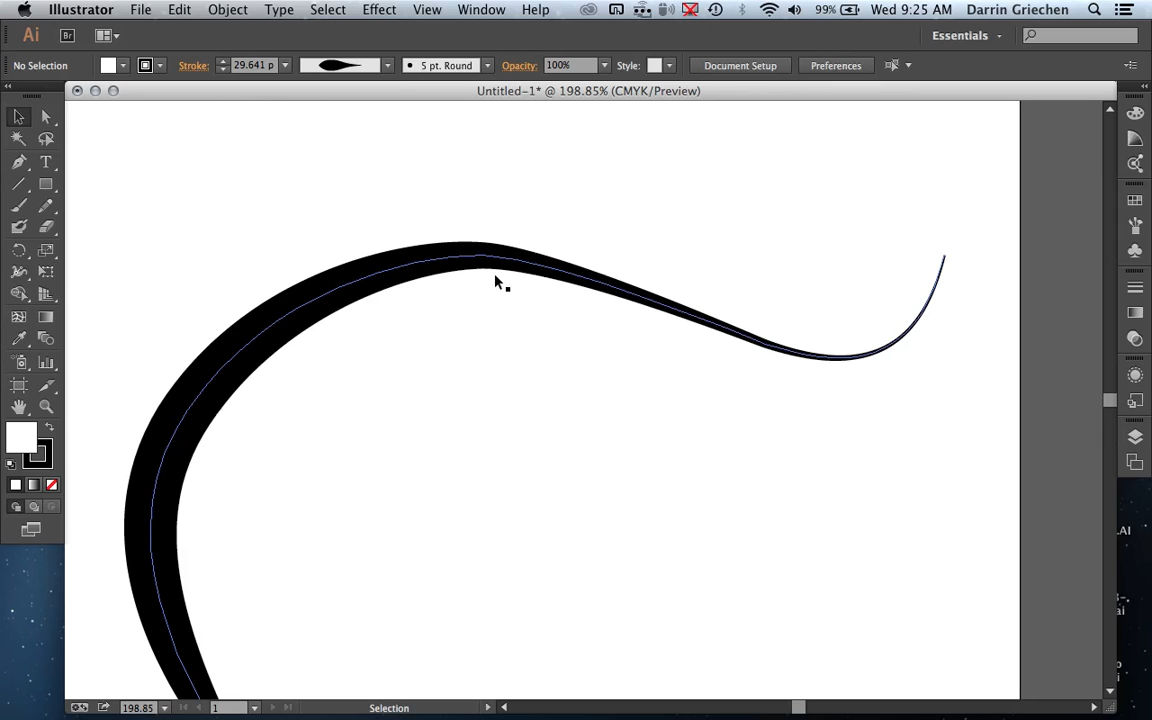 Illustrator File Edit Object Type Select Effect View Window Help 99% Wed 9:25 AM Darrin Griechen
Ai Br Essentials
No Selection Stroke: 29.641 p 5 pt. Round Opacity: 100% Style: Document Setup Preferences
Untitled-1* @ 198.85% (CMYK/Preview)
T
.AI
ai
198.85 1 Selection